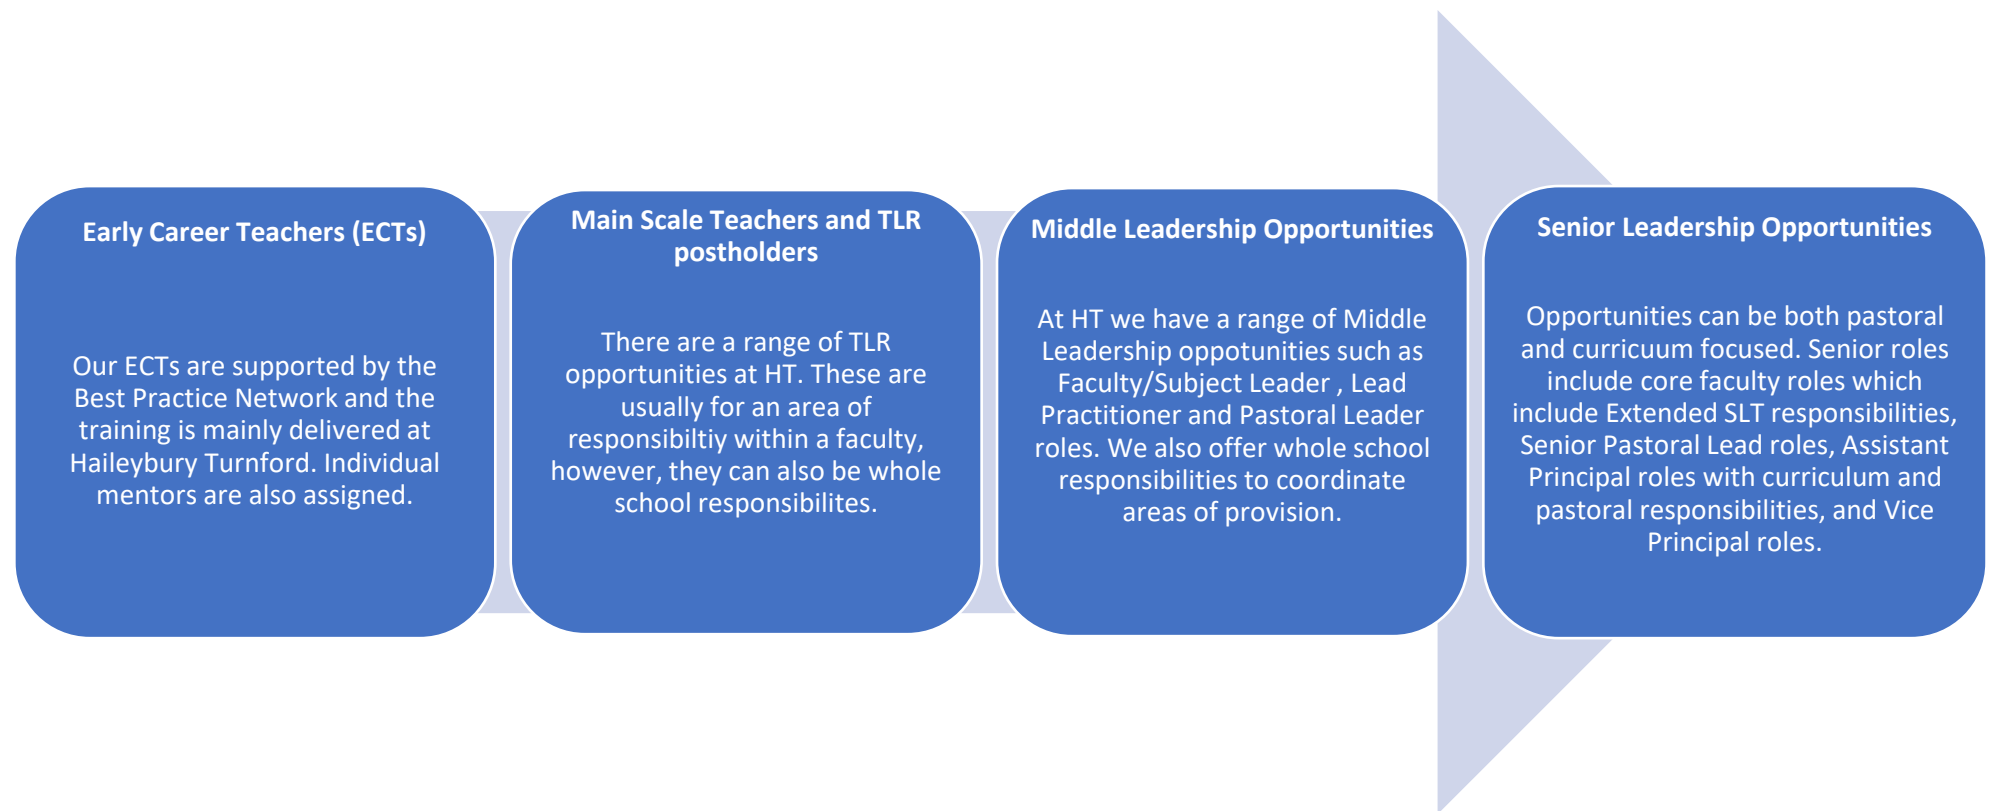 Early Career Teachers (ECTs)
Our ECTs are supported by the
Best Practice Network and the
training is mainly delivered at
Haileybury Turnford. Individual
mentors are also assigned.
Main Scale Teachers and TLR
postholders
There are a range of TLR
opportunities at HT. These are
usually for an area of
responsibiltiy within a faculty,
however, they can also be whole
school responsibilites.
Middle Leadership Opportunities
At HT we have a range of Middle
Leadership oppotunities such as
Faculty/Subject Leader , Lead
Practitioner and Pastoral Leader
roles. We also offer whole school
responsibilities to coordinate
areas of provision.
Senior Leadership Opportunities
Opportunities can be both pastoral
and curricuum focused. Senior roles
include core faculty roles which
include Extended SLT responsibilities,
Senior Pastoral Lead roles, Assistant
Principal roles with curriculum and
pastoral responsibilities, and Vice
Principal roles.